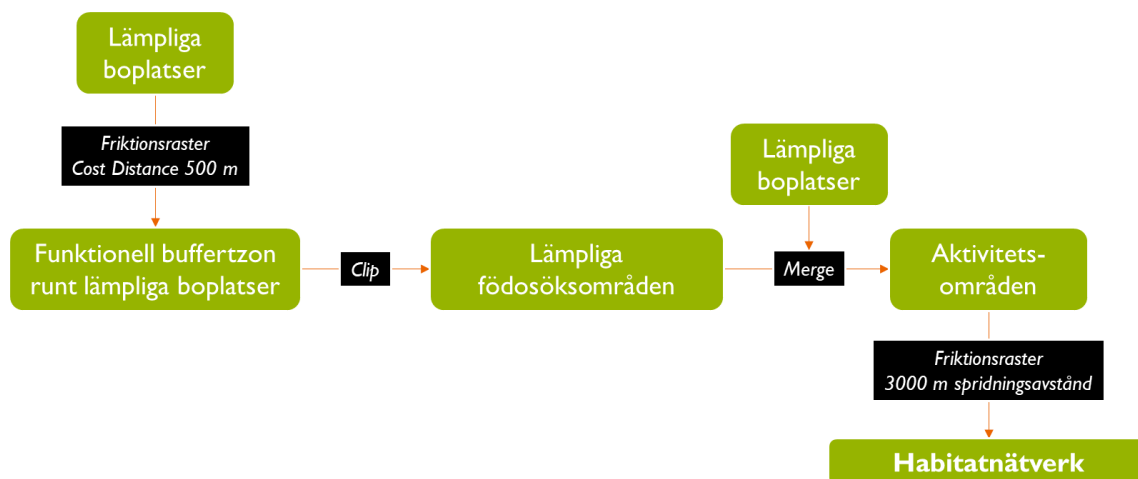 Lämpliga
boplatser
Friktionsraster
Cost Distance 500 m
Funktionell buffertzon
runt lämpliga boplatser
Clip
Lämpliga
födosöksområden
Lämpliga
boplatser
Merge
Aktivitets-
områden
Friktionsraster
3000 m spridningsavstånd
Habitatnätverk